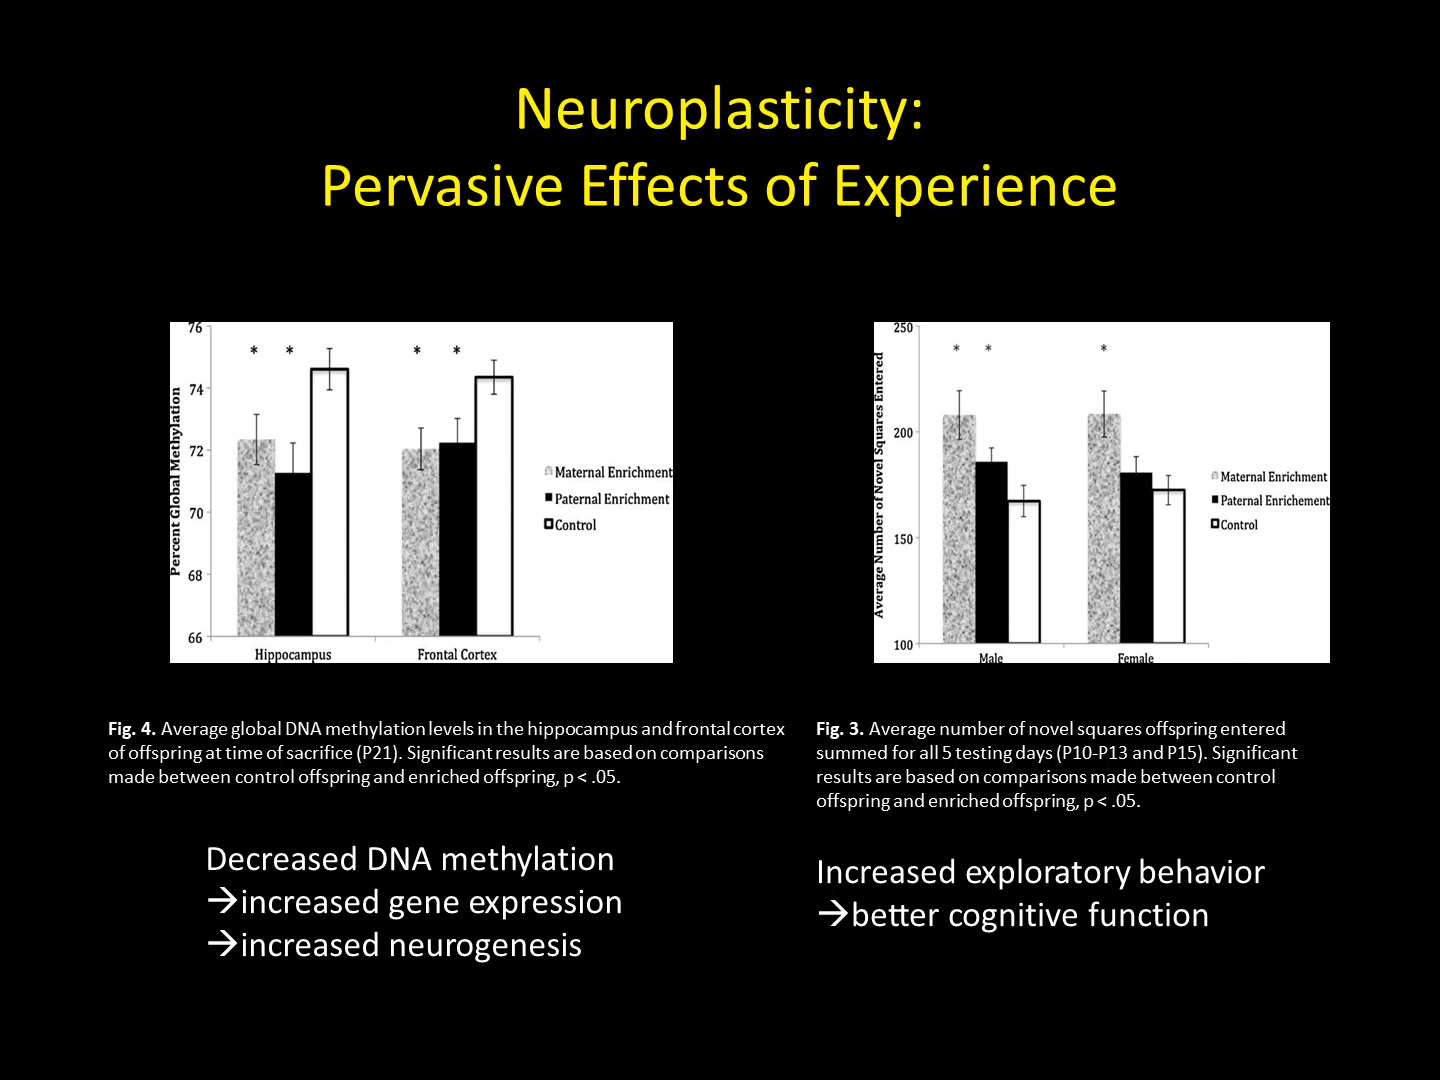 Neuroplasticity:
Pervasive Effects of Experience
76
74
72
70
68
66
Percent Global Methylation
* *
* *
Hippocampus
Frontal Cortex
Maternal Enrichment
Paternal Enrichment
Control
250
200
150
100
Average Number of Novel Squares Entered
* *
*
Male
Female
Maternal Enrichment
Paternal Enrichement
Control
Fig. 4. Average global DNA methylation levels in the hippocampus and frontal cortex
of offspring at time of sacrifice (P21). Significant results are based on comparisons
made between control offspring and enriched offspring, p < .05.
Fig. 3. Average number of novel squares offspring entered
summed for all 5 testing days (P10-P13 and P15). Significant
results are based on comparisons made between control
offspring and enriched offspring, p < .05.
Decreased DNA methylation
→increased gene expression
→increased neurogenesis
Increased exploratory behavior
→better cognitive function